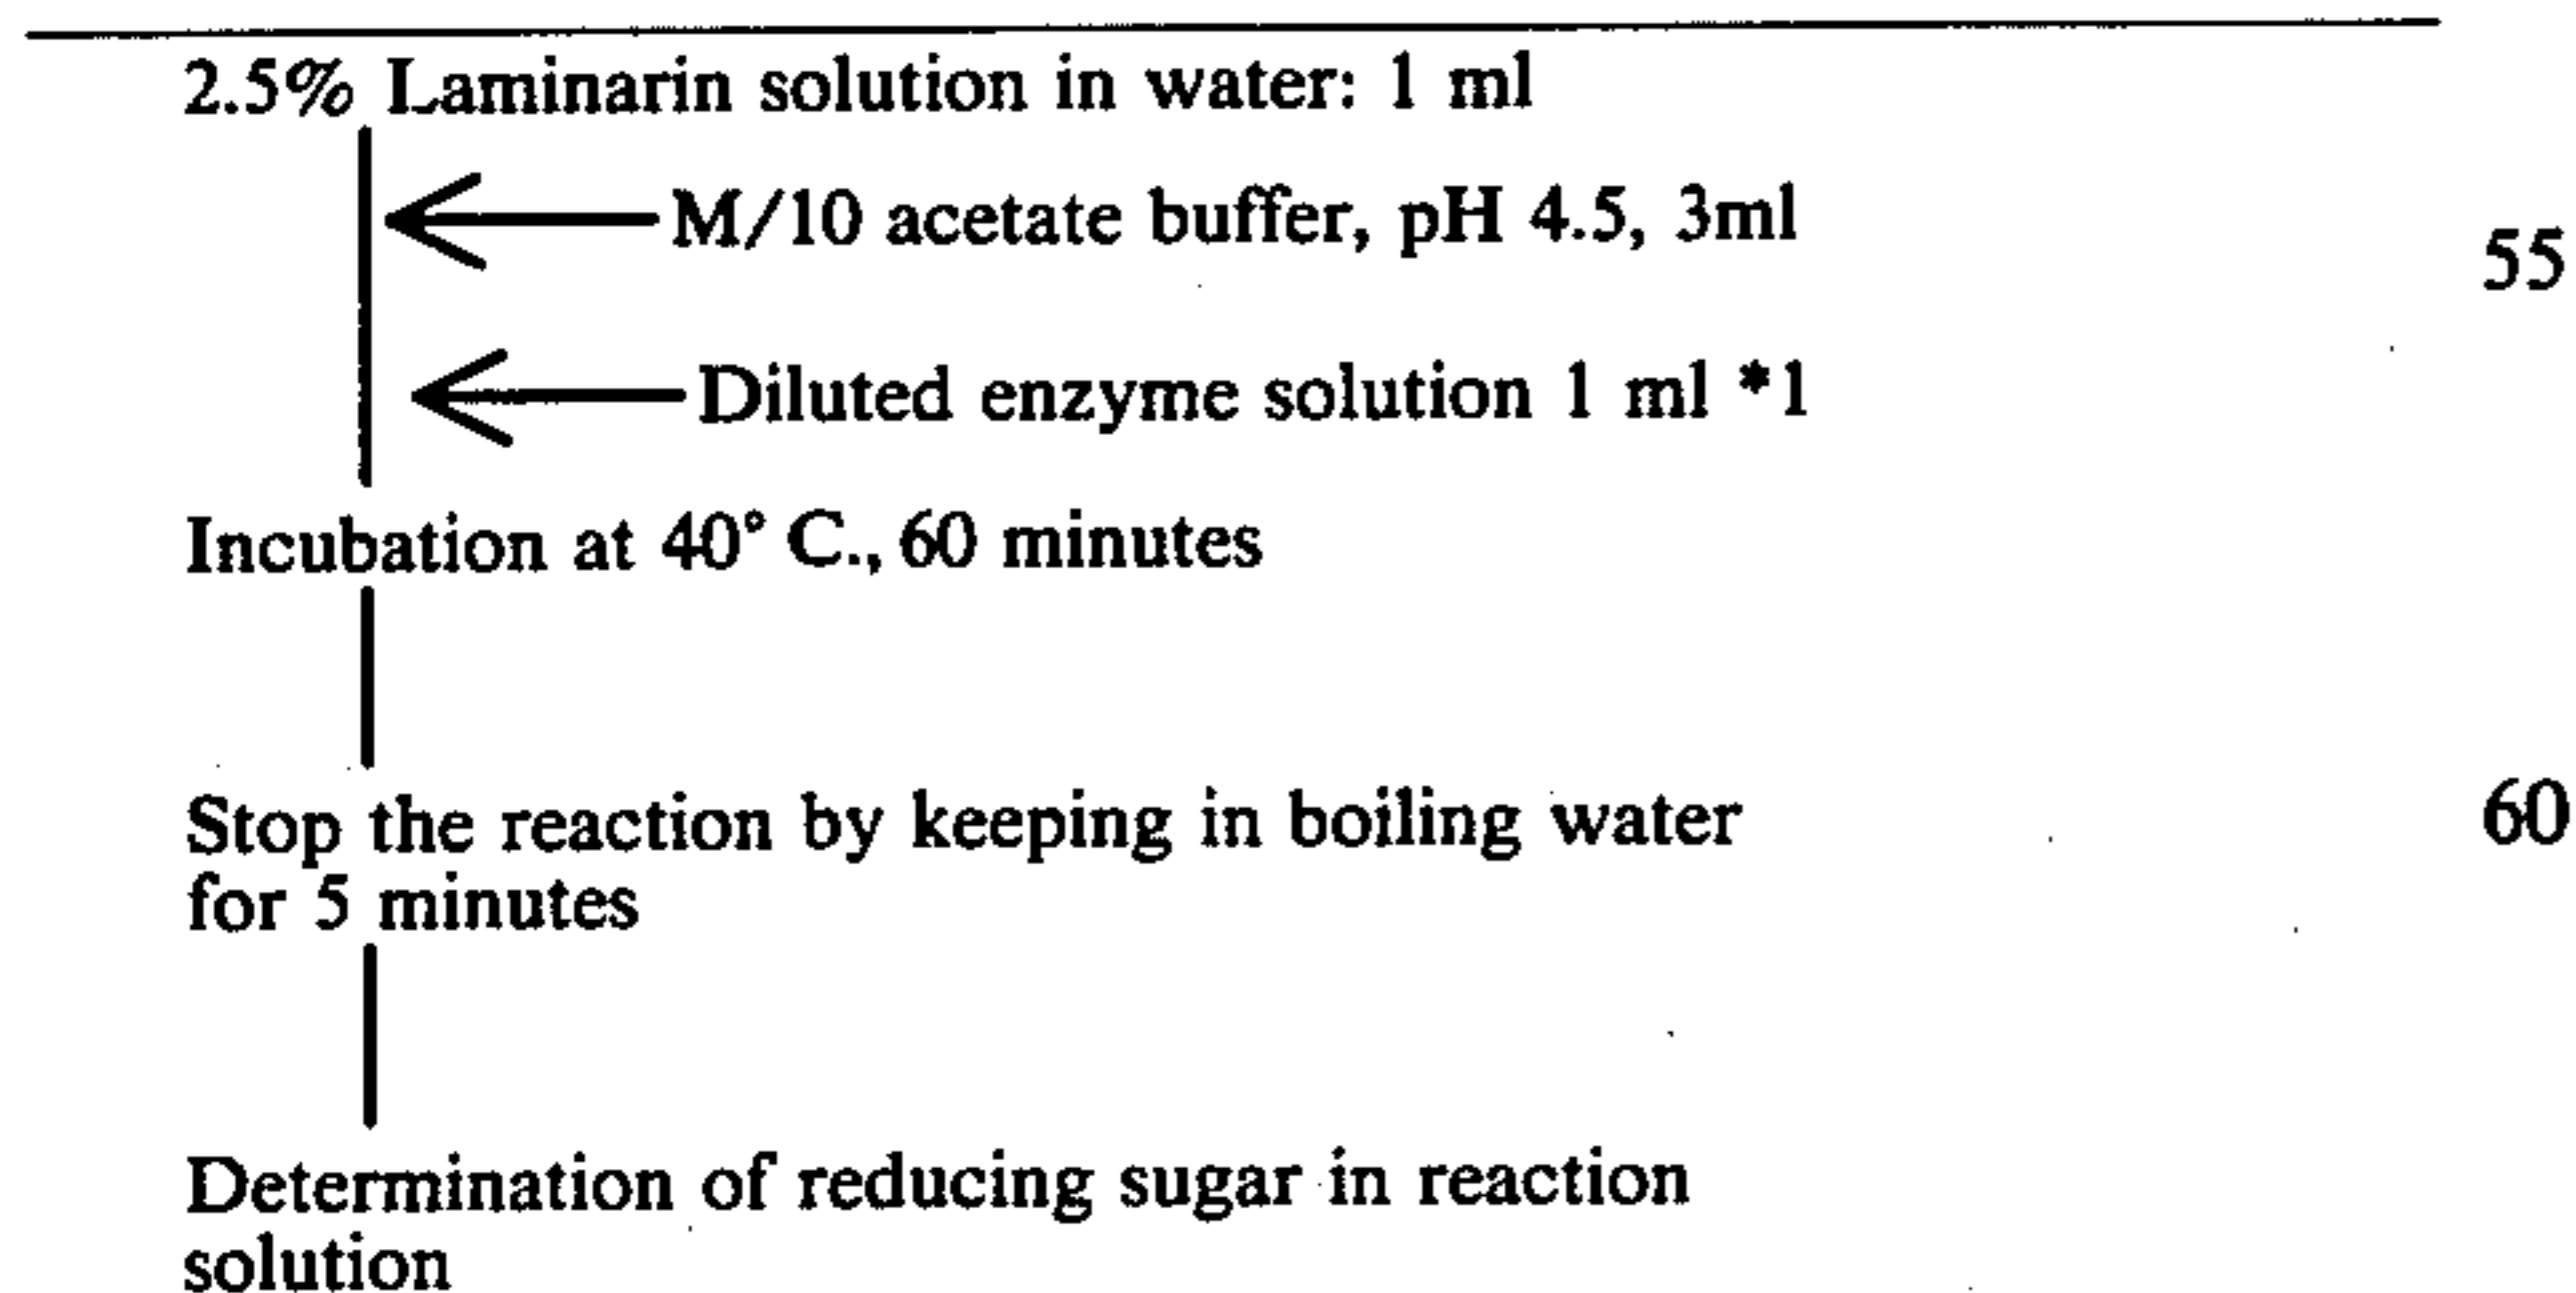 2.5% Laminarin solution in water: 1 ml
M/10 acetate buffer, pH 4.5, 3ml
55
Diluted enzyme solution 1 ml *1
Incubation at 40° C., 60 minutes
Stop the reaction by keeping in boiling water
60
for 5 minutes
Determination of reducing sugar in reaction
solution